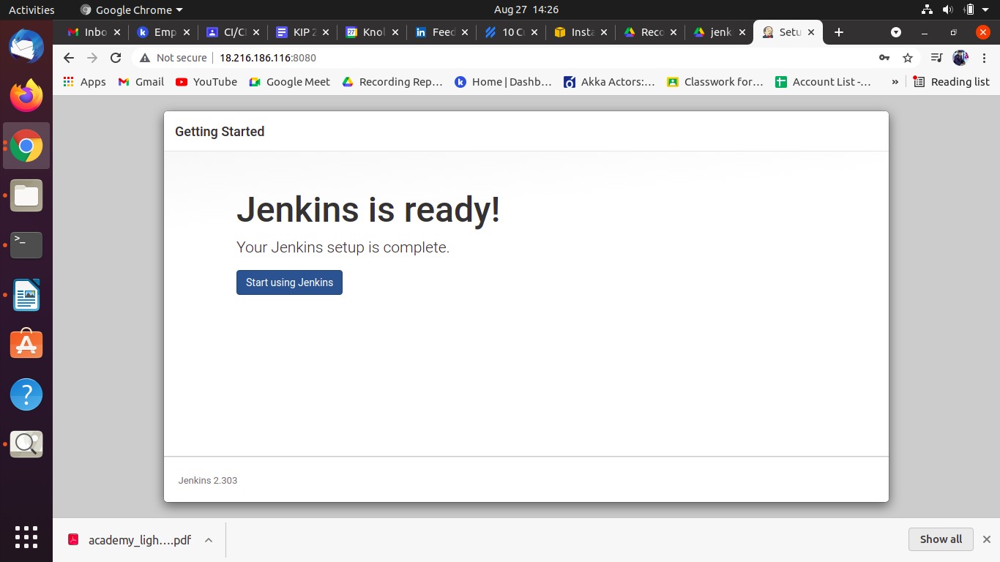 Activities Google Chrome Aug 27 14:26
Inbo Emp CI/CI KIP 2 Knol Feed 10 Cu Insta Reco jenk Setu
Not secure 18.216.186.116:8080
Apps Gmail YouTube Google Meet Recording Rep… Home | Dashb… Akka Actors:… Classwork for… Account List -… » Reading list
Getting Started
Jenkins is ready!
Your Jenkins setup is complete.
Start using Jenkins
Jenkins 2.303
academy_ligh….pdf Show all